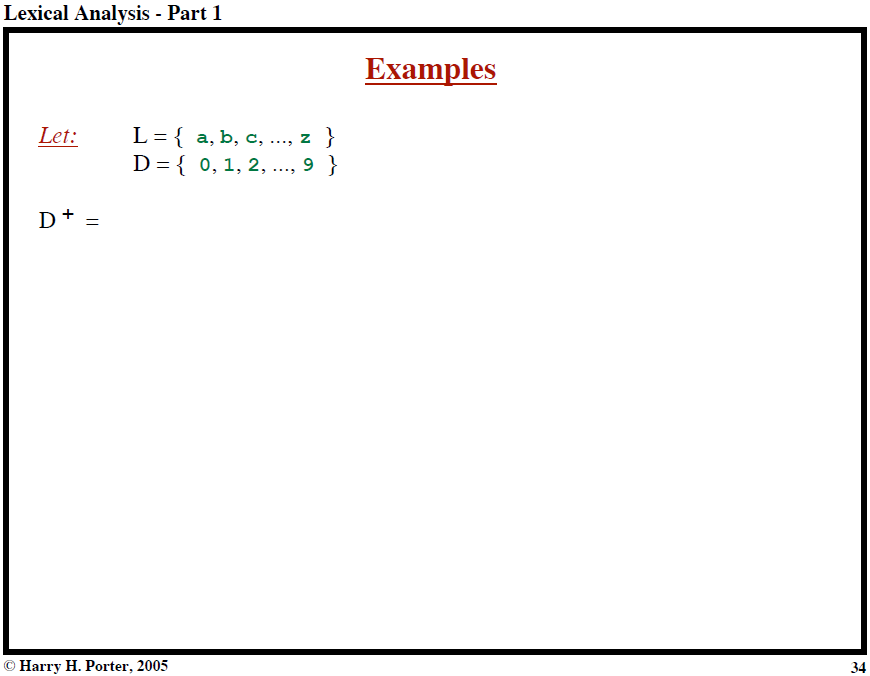 Lexical Analysis - Part 1
Examples
Let: L = { a, b, c, ..., z }
D = { 0, 1, 2, ..., 9 }
D + =
© Harry H. Porter, 2005 34